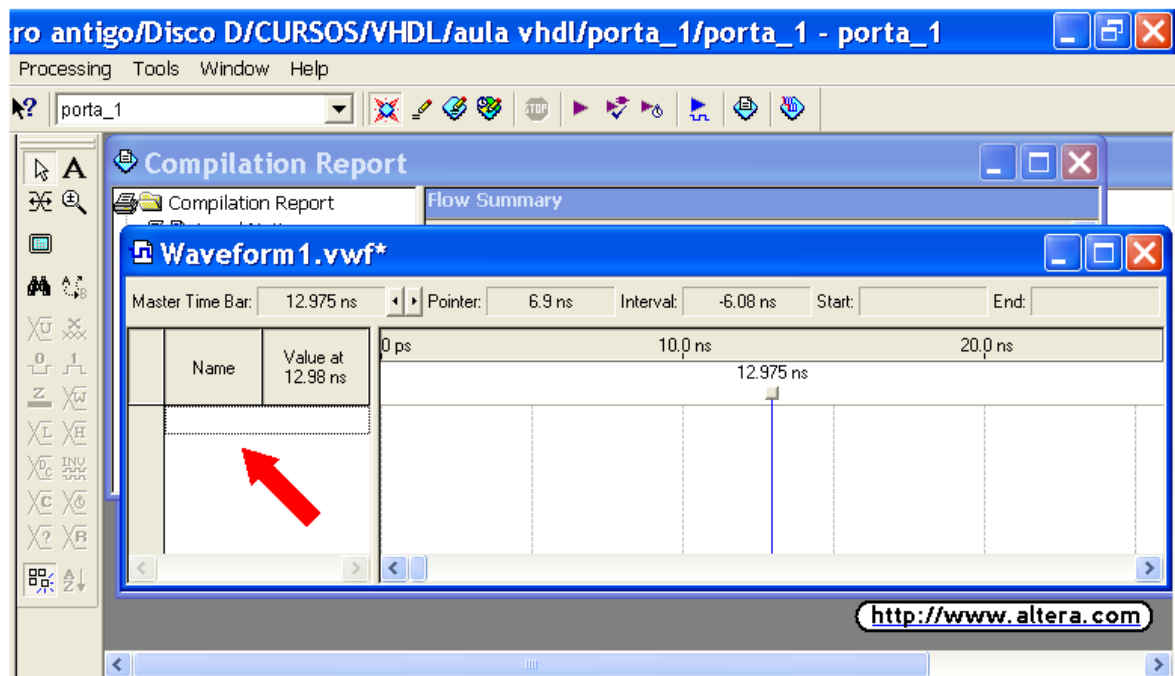 ro antigo/Disco D/CURSOS/VHDL/aula vhdl/porta_1/porta_1 - porta_1
Processing Tools Window Help
porta_1
STOP
Compilation Report
Compilation Report
Flow Summary
Waveform1.vwf*
Master Time Bar: 12.975 ns Pointer: 6.9 ns Interval: -6.08 ns Start: End:
Name
Value at
12.98 ns
0 ps 10.0 ns 20.0 ns
12.975 ns
http://www.altera.com